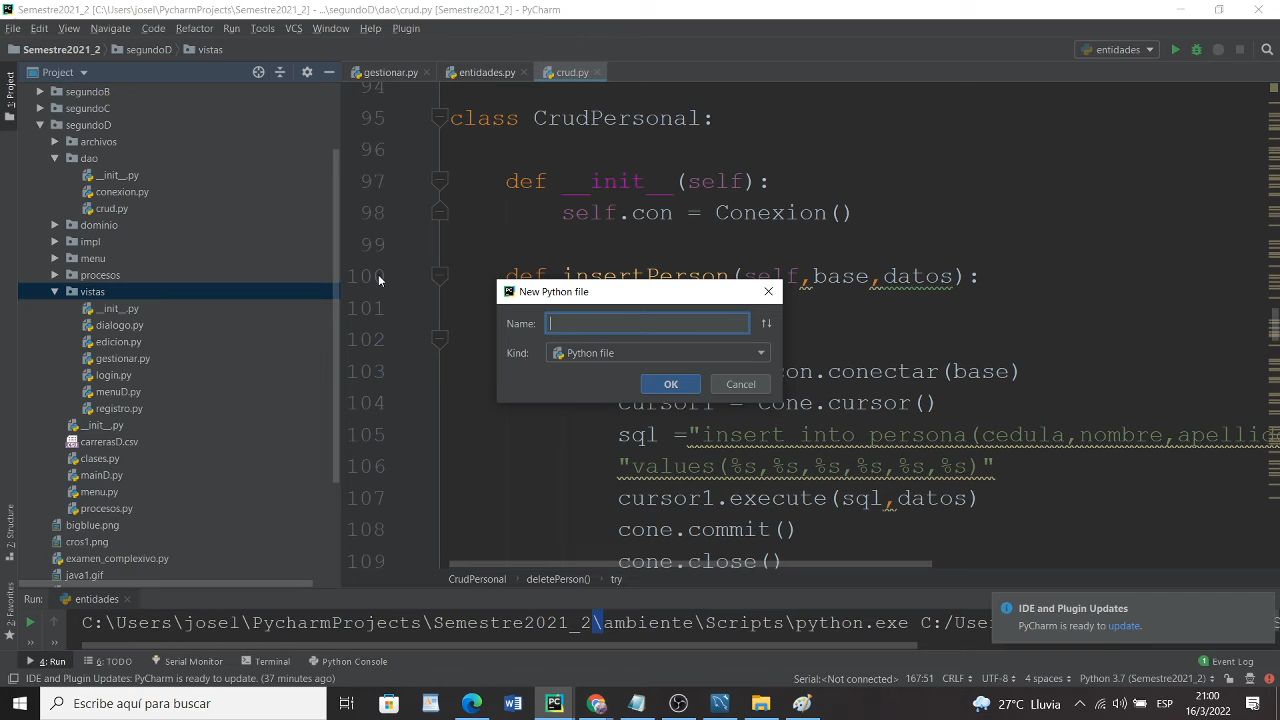 Semestre2021_2 [C:\Users\josel\PycharmProjects\Semestre2021_2] - ...\segundoD\dao\crud.py [Semestre2021_2] - PyCharm
File Edit View Navigate Code Refactor Run Tools VCS Window Help Plugin
Semestre2021_2 segundoD vistas entidades
Project gestionar.py entidades.py crud.py
1: Project
segundoB
segundoC
segundoD
archivos
dao
__init__.py
conexion.py
crud.py
dominio
impl
menu
procesos
vistas
__init__.py
dialogo.py
edicion.py
gestionar.py
login.py
menuD.py
registro.py
__init__.py
carrerasD.csv
clases.py
mainD.py
menu.py
procesos.py
bigblue.png
cros1.png
examen_complexivo.py
java1.gif
94
95 class CrudPersonal:
96
97 def __init__(self):
98 self.con = Conexion()
99
100 def insertPerson(self,base,datos):
101
102
103 con.conectar(base)
104 cursor1 = cone.cursor()
105 sql ="insert into persona(cedula,nombre,apellid
106 "values(%s,%s,%s,%s,%s,%s)"
107 cursor1.execute(sql,datos)
108 cone.commit()
109 cone.close()
New Python file
Name:
Kind: Python file
OK Cancel
CrudPersonal deletePerson() try
7: Structure
2: Favorites
Run: entidades
C:\Users\josel\PycharmProjects\Semestre2021_2\ambiente\Scripts\python.exe C:/Use
IDE and Plugin Updates
PyCharm is ready to update.
4: Run 6: TODO Serial Monitor Terminal Python Console 1 Event Log
IDE and Plugin Updates: PyCharm is ready to update. (37 minutes ago) Serial:<Not connected> 167:51 CRLF UTF-8 4 spaces Python 3.7 (Semestre2021_2)
Escribe aquí para buscar 27°C Lluvia ESP 21:00
16/3/2022